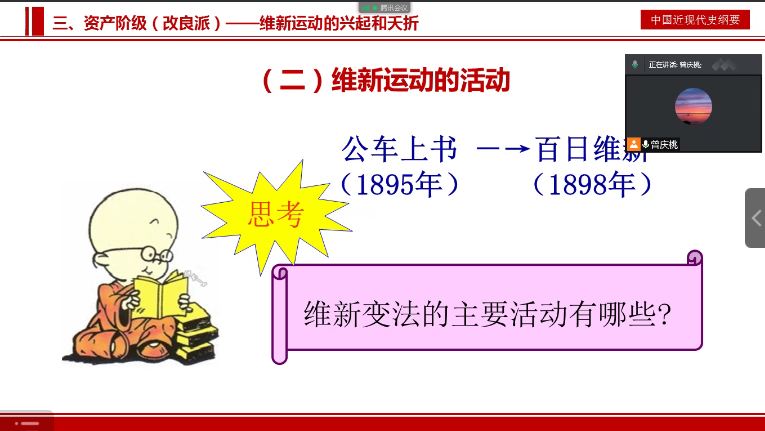 腾讯会议
三、资产阶级（改良派）——维新运动的兴起和夭折
中国近现代史纲要
（二）维新运动的活动
正在讲话: 曾庆桃;
曾庆桃
公车上书 —→百日维新
（1895年） （1898年）
思考
维新变法的主要活动有哪些?